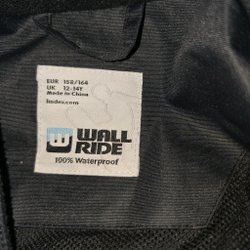 EUR 158/164
UK 12-14Y
Made in China
lindex.com
WALL
RIDE
100% Waterproof